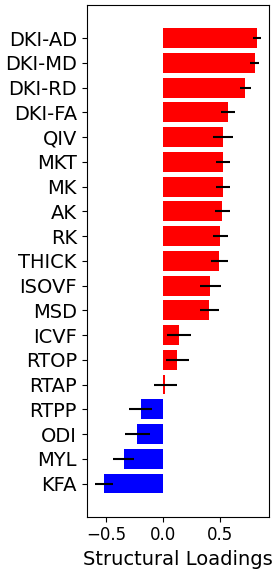 DKI-AD
DKI-MD
DKI-RD
DKI-FA
QIV
MKT
MK
AK
RK
THICK
ISOVF
MSD
ICVF
RTOP
RTAP
RTPP
ODI
MYL
KFA
−0.5 0.0 0.5
Structural Loadings